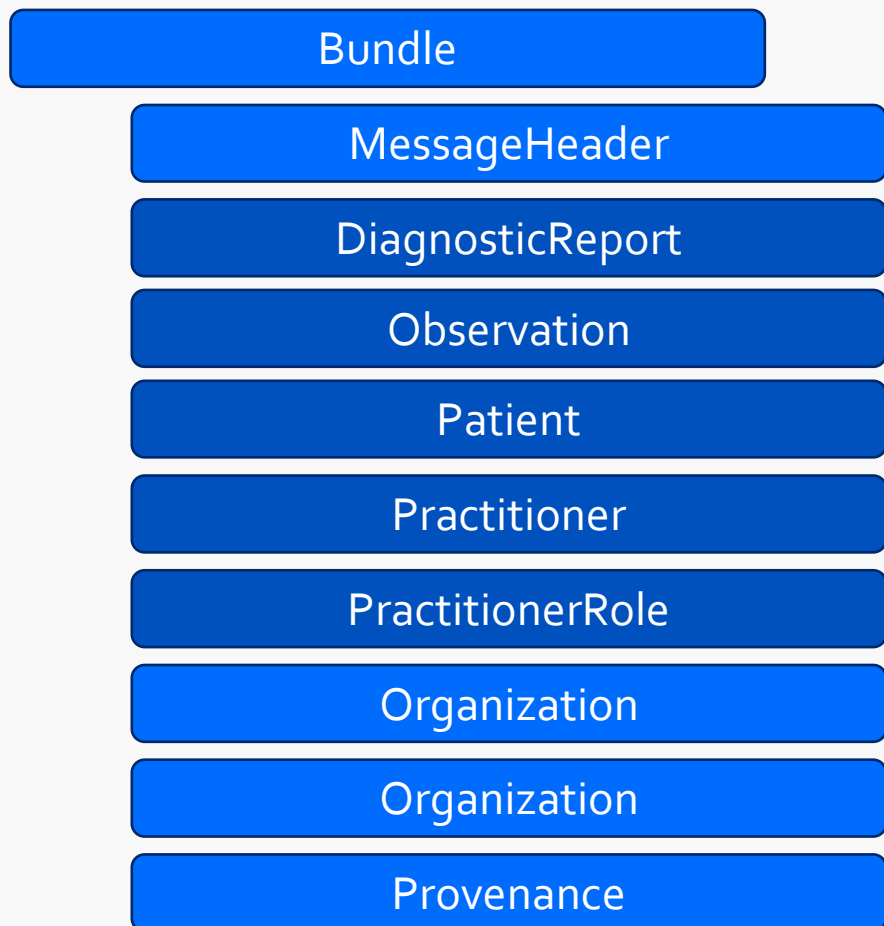 Bundle
MessageHeader
DiagnosticReport
Observation
Patient
Practitioner
PractitionerRole
Organization
Organization
Provenance